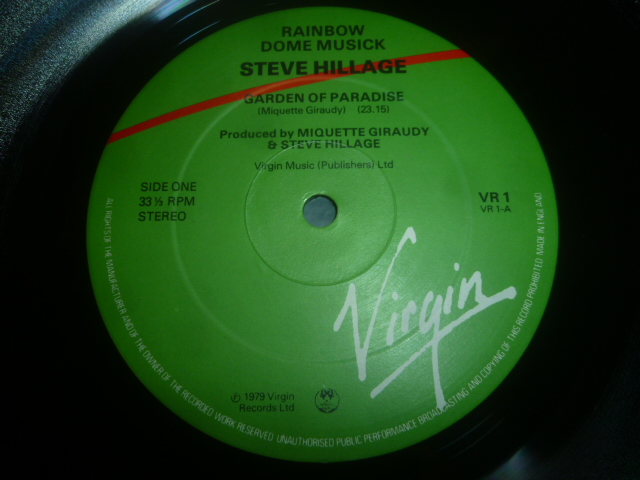 RAINBOW
DOME MUSICK
STEVE HILLAGE
GARDEN OF PARADISE
(Miquette Giraudy) (23.15)
Produced by MIQUETTE GIRAUDY
& STEVE HILLAGE
Virgin Music (Publishers) Ltd
SIDE ONE
33⅓ RPM
STEREO
VR 1
VR 1-A
Virgin
℗ 1979 Virgin
Records Ltd
ALL RIGHTS OF THE MANUFACTURER AND OF THE OWNER OF THE RECORDED WORK RESERVED UNAUTHORISED PUBLIC PERFORMANCE BROADCASTING AND COPYING OF THIS RECORD PROHIBITED MADE IN ENGLAND